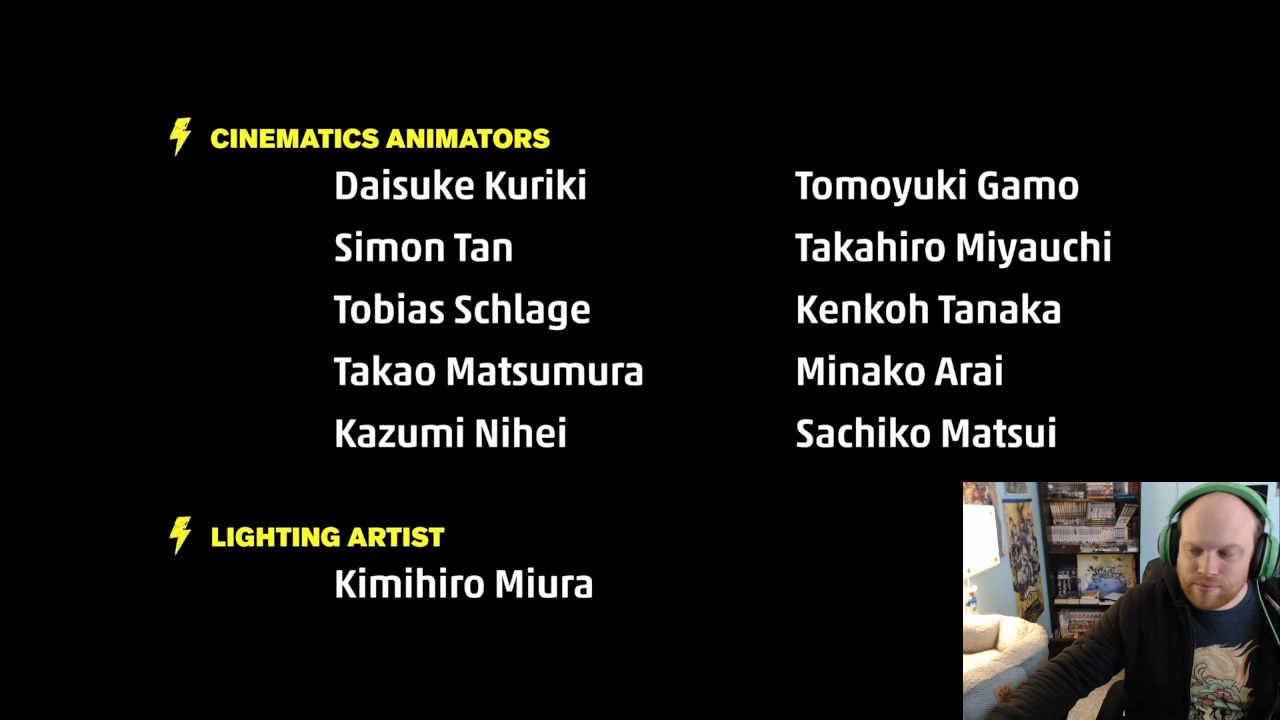 CINEMATICS ANIMATORS
Daisuke Kuriki
Tomoyuki Gamo
Simon Tan
Takahiro Miyauchi
Tobias Schlage
Kenkoh Tanaka
Takao Matsumura
Minako Arai
Kazumi Nihei
Sachiko Matsui
LIGHTING ARTIST
Kimihiro Miura